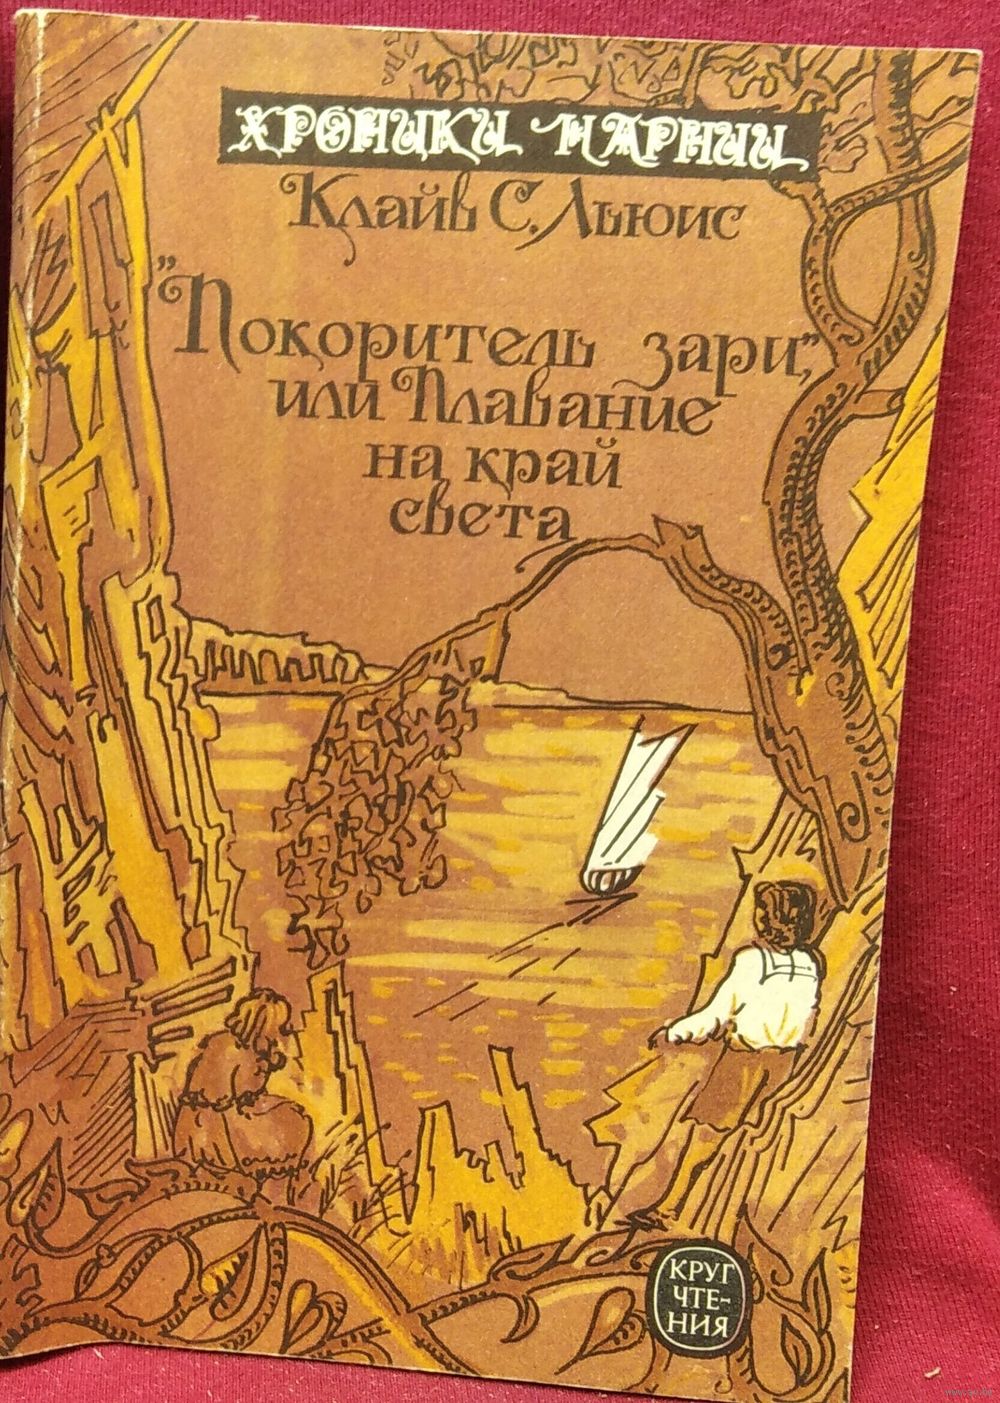 ХРОНИКИ НАРНИИ
Клайв С. Льюис
"Покоритель зари",
или Плавание
на край
света
КРУГ
ЧТЕ-
НИЯ